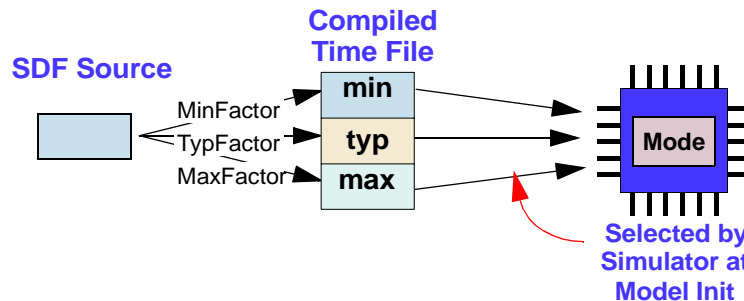 Compiled
Time File
SDF Source
min
MinFactor
typ
TypFactor
max
MaxFactor
Mode
Selected by
Simulator at
Model Init